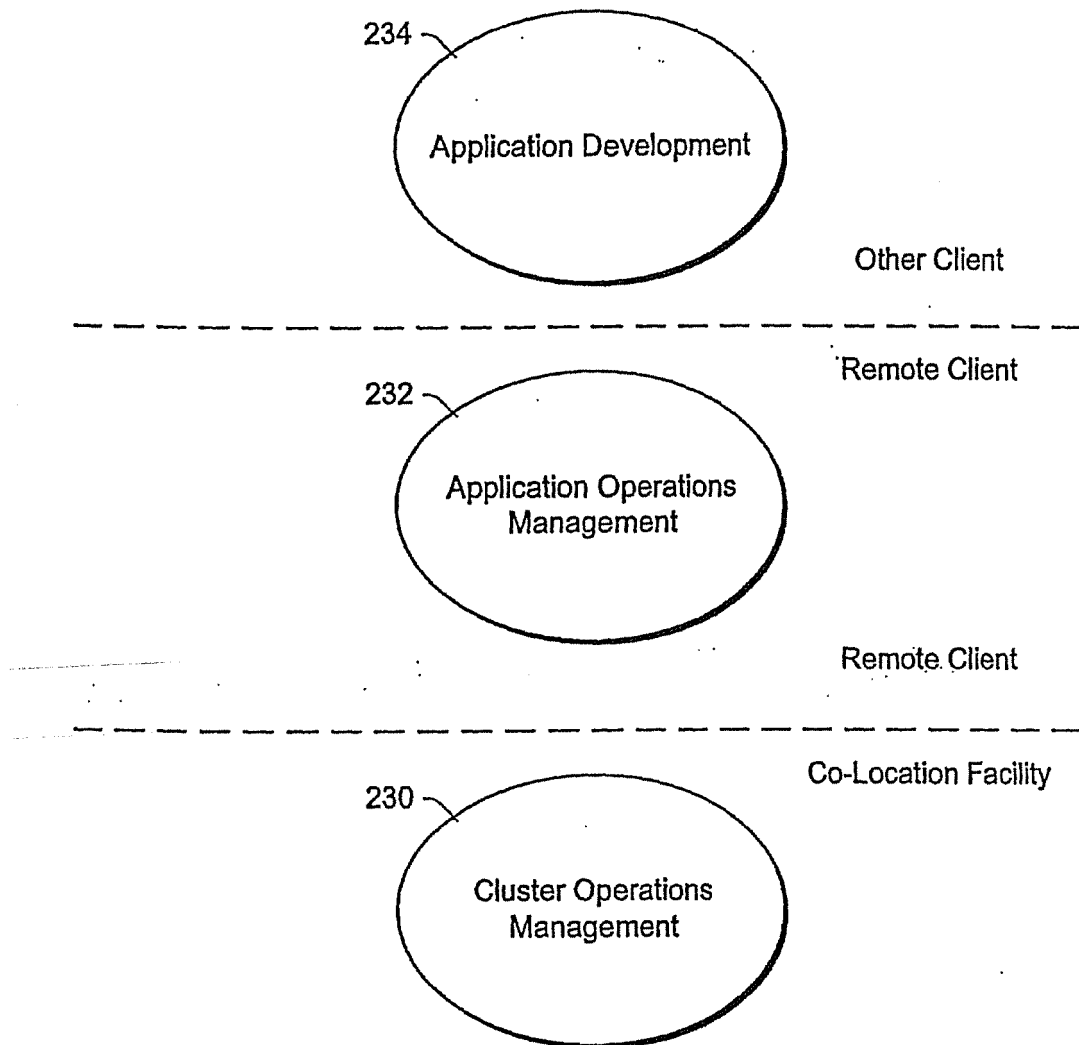 234
Application Development
Other Client
Remote Client
232
Application Operations
Management
Remote Client
Co-Location Facility
230
Cluster Operations
Management